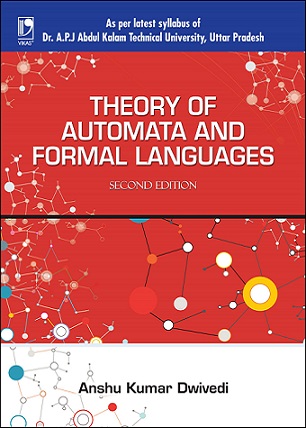 As per latest syllabus of
Dr. A.P.J Abdul Kalam Technical University, Uttar Pradesh
VIKAS®
THEORY OF
AUTOMATA AND
FORMAL LANGUAGES
SECOND EDITION
Anshu Kumar Dwivedi